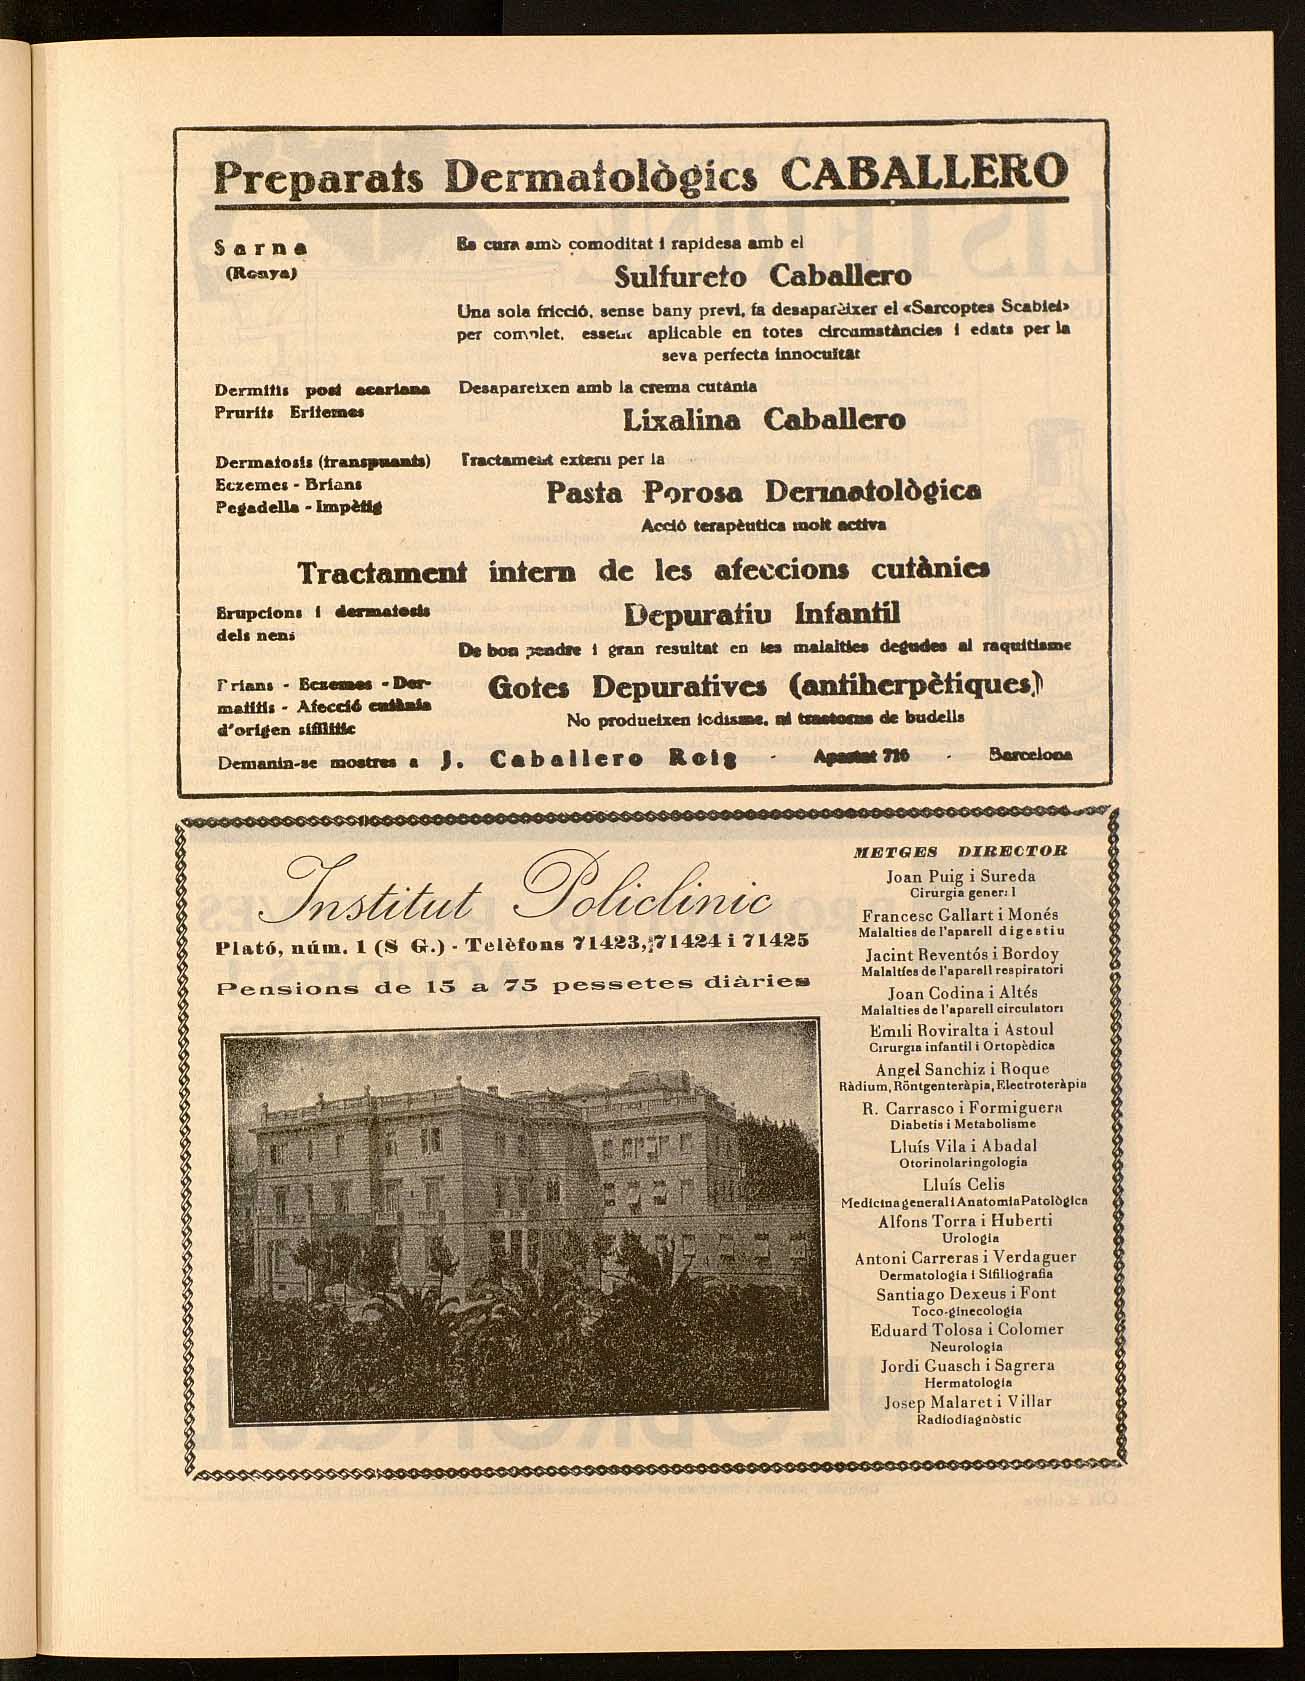 Preparats Dermatològics CABALLERO
Sarna
(Ronya)
Es cura amb comoditat i rapidesa amb el
Sulfureto Caballero
Una sola fricció, sense bany previ, fa desaparèixer el «Sarcoptes Scabiei»
per complet, essent aplicable en totes circumstàncies i edats per la
seva perfecta innocuitat
Dermitis post acariana
Prurits Eritemes
Desapareixen amb la crema cutània
Lixalina Caballero
Dermatosis (transpuants)
Eczemes - Brians
Pegadella - Impètig
Tractament extern per la
Pasta Porosa Dermatològica
Acció terapèutica molt activa
Tractament intern de les afeccions cutànies
Erupcions i dermatosis
dels nens
Depuratiu Infantil
De bon pendre i gran resultat en les malalties degudes al raquitisme
Brians - Eczemes - Der-
matitis - Afecció cutània
d'origen sifilític
Gotes Depuratives (antiherpètiques)
No produeixen iodisme, ni trastorns de budells
Demanin-se mostres a J. Caballero Roig - Apartat 716 - Barcelona
Institut Policlínic
Plató, núm. 1 (S G.) - Telèfons 71423, 71424 i 71425
Pensions de 15 a 75 pessetes diàries
METGES DIRECTOR
Joan Puig i Sureda
Cirurgia general
Francesc Gallart i Monés
Malalties de l'aparell digestiu
Jacint Reventós i Bordoy
Malalties de l'aparell respiratori
Joan Codina i Altés
Malalties de l'aparell circulatori
Emili Roviralta i Astoul
Cirurgia infantil i Ortopèdica
Angel Sanchiz i Roque
Ràdium, Röntgenteràpia, Electroteràpia
R. Carrasco i Formiguera
Diabetis i Metabolisme
Lluís Vila i Abadal
Otorinolaringologia
Lluís Celis
Medicina general i Anatomia Patològica
Alfons Torra i Huberti
Urologia
Antoni Carreras i Verdaguer
Dermatologia i Sifiliografia
Santiago Dexeus i Font
Toco-ginecologia
Eduard Tolosa i Colomer
Neurologia
Jordi Guasch i Sagrera
Hermatologia
Josep Malaret i Villar
Radiodiagnòstic